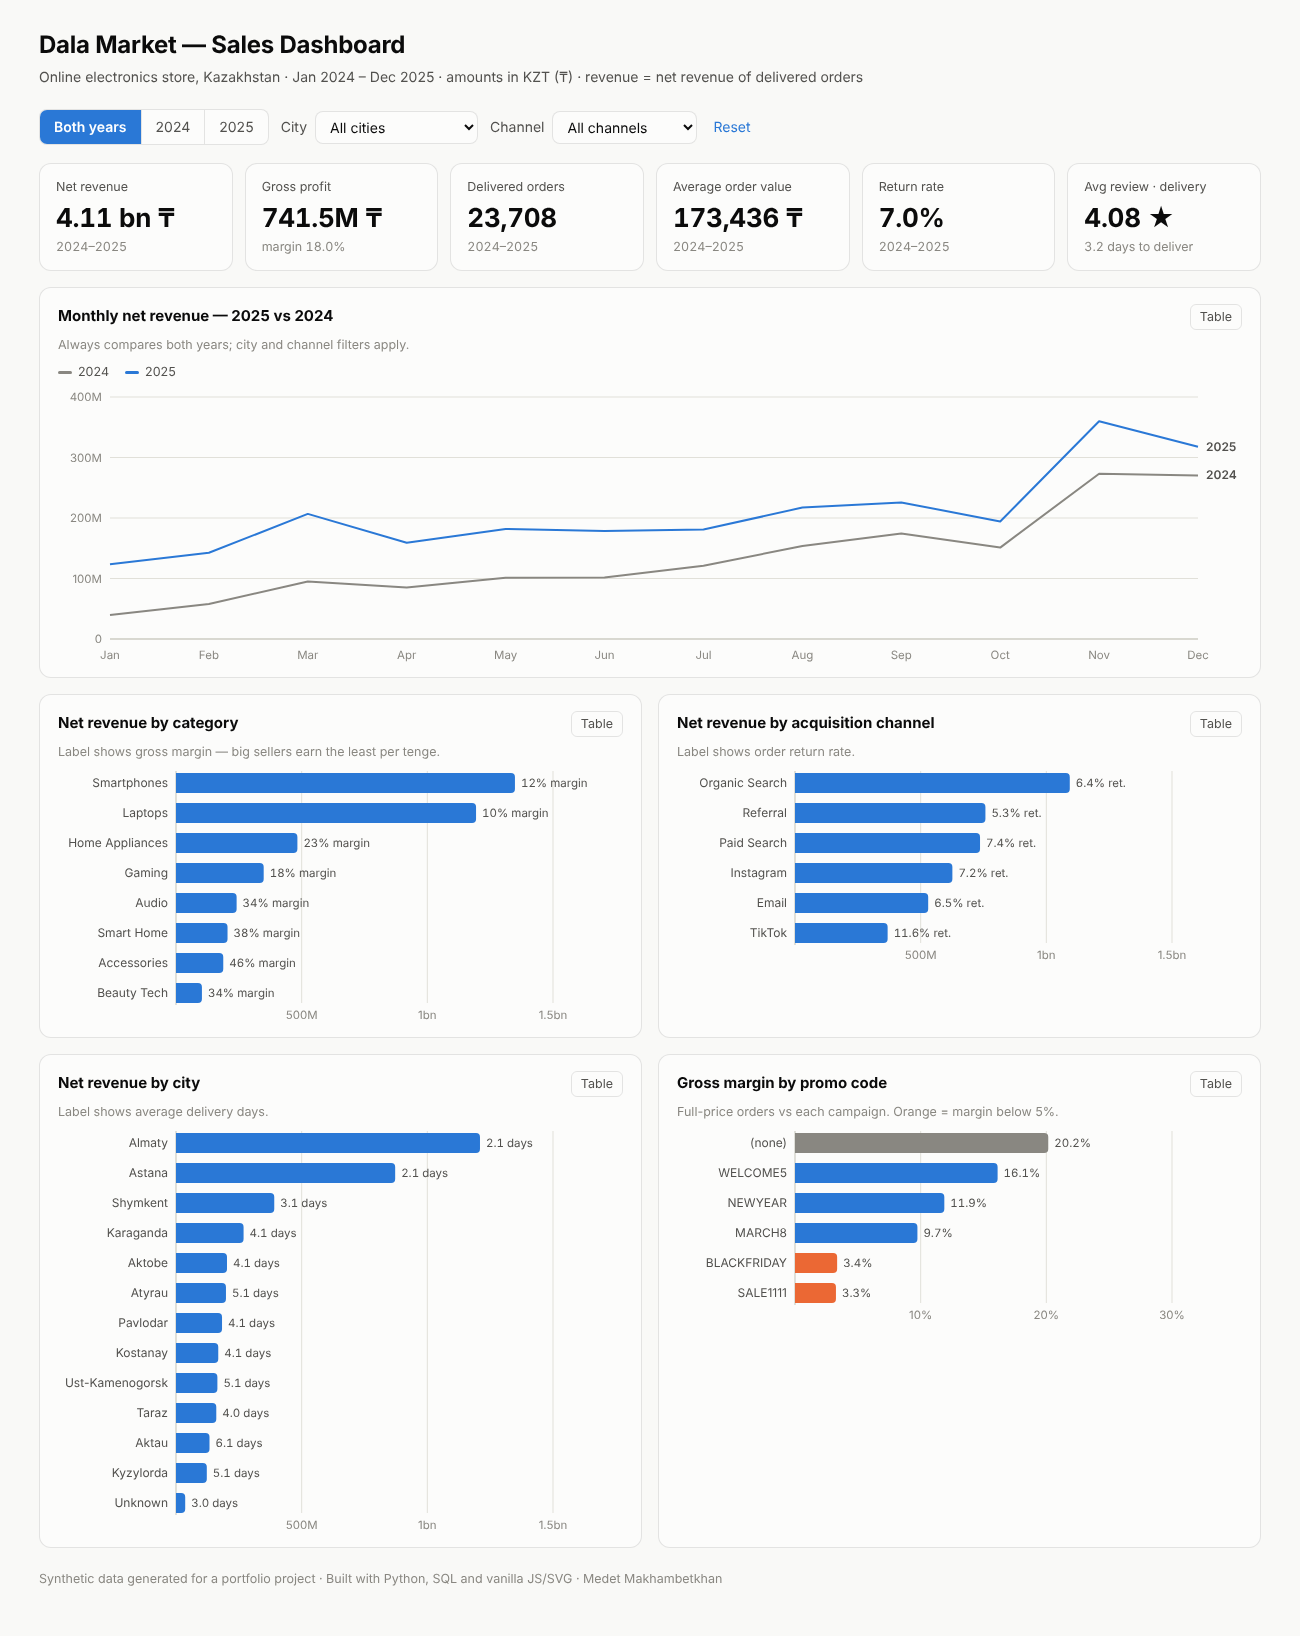 Dala Market — Sales Dashboard
Online electronics store, Kazakhstan · Jan 2024 – Dec 2025 · amounts in KZT (₸) · revenue = net revenue of delivered orders
Both years 2024 2025 City All cities Channel All channels Reset
Net revenue
4.11 bn ₸
2024–2025
Gross profit
741.5M ₸
margin 18.0%
Delivered orders
23,708
2024–2025
Average order value
173,436 ₸
2024–2025
Return rate
7.0%
2024–2025
Avg review · delivery
4.08 ★
3.2 days to deliver
Monthly net revenue — 2025 vs 2024
Table
Always compares both years; city and channel filters apply.
2024 2025
400M
300M
200M
100M
0
2025
2024
Jan Feb Mar Apr May Jun Jul Aug Sep Oct Nov Dec
Net revenue by category
Table
Label shows gross margin — big sellers earn the least per tenge.
Smartphones 12% margin
Laptops 10% margin
Home Appliances 23% margin
Gaming 18% margin
Audio 34% margin
Smart Home 38% margin
Accessories 46% margin
Beauty Tech 34% margin
500M 1bn 1.5bn
Net revenue by acquisition channel
Table
Label shows order return rate.
Organic Search 6.4% ret.
Referral 5.3% ret.
Paid Search 7.4% ret.
Instagram 7.2% ret.
Email 6.5% ret.
TikTok 11.6% ret.
500M 1bn 1.5bn
Net revenue by city
Table
Label shows average delivery days.
Almaty 2.1 days
Astana 2.1 days
Shymkent 3.1 days
Karaganda 4.1 days
Aktobe 4.1 days
Atyrau 5.1 days
Pavlodar 4.1 days
Kostanay 4.1 days
Ust-Kamenogorsk 5.1 days
Taraz 4.0 days
Aktau 6.1 days
Kyzylorda 5.1 days
Unknown 3.0 days
500M 1bn 1.5bn
Gross margin by promo code
Table
Full-price orders vs each campaign. Orange = margin below 5%.
(none) 20.2%
WELCOME5 16.1%
NEWYEAR 11.9%
MARCH8 9.7%
BLACKFRIDAY 3.4%
SALE1111 3.3%
10% 20% 30%
Synthetic data generated for a portfolio project · Built with Python, SQL and vanilla JS/SVG · Medet Makhambetkhan